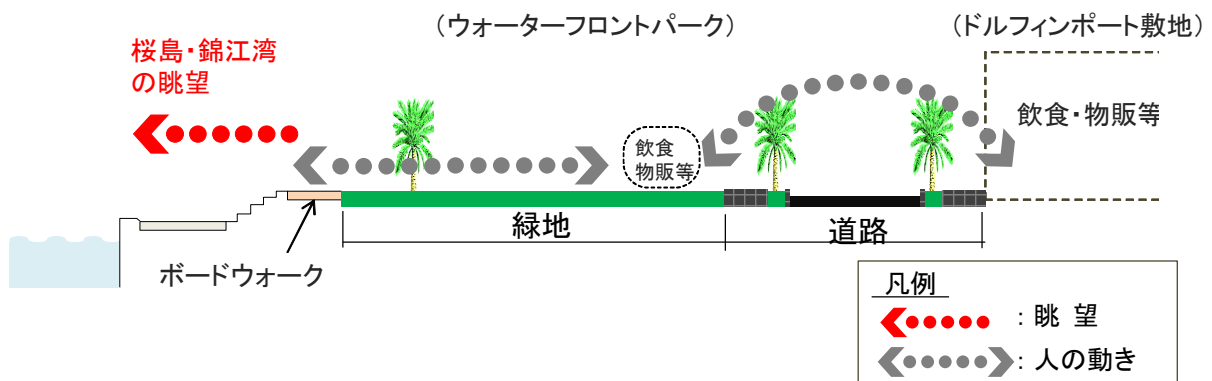 (ウォーターフロントパーク)
(ドルフィンポート敷地)
桜島・錦江湾
の眺望
飲食・物販等
飲食
物販等
緑地
道路
ボードウォーク
凡例
：眺 望
：人の動き